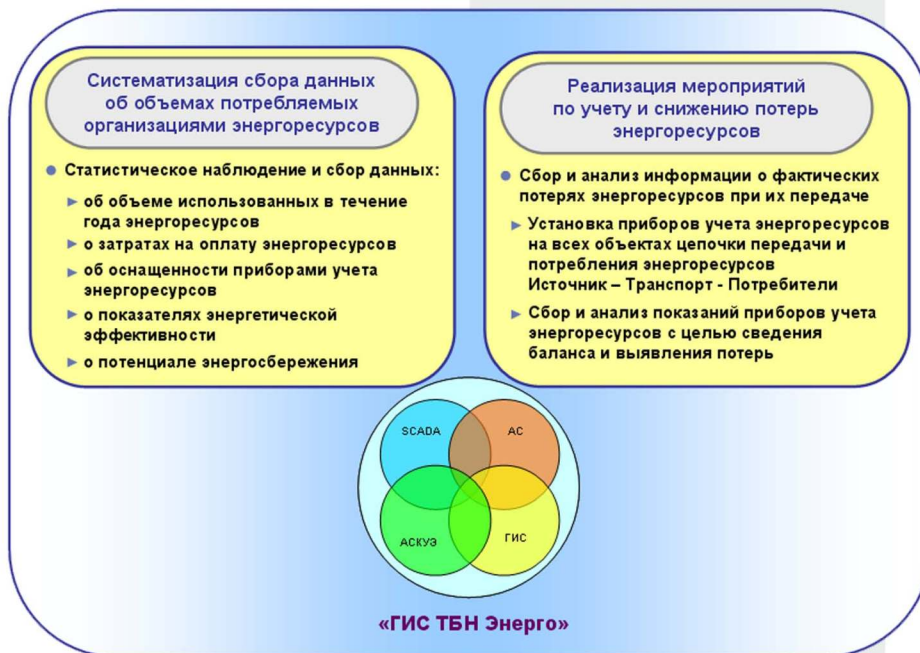 Систематизация сбора данных
об объемах потребляемых
организациями энергоресурсов
Статистическое наблюдение и сбор данных:
об объеме использованных в течение
года энергоресурсов
о затратах на оплату энергоресурсов
об оснащенности приборами учета
энергоресурсов
о показателях энергетической
эффективности
о потенциале энергосбережения
Реализация мероприятий
по учету и снижению потерь
энергоресурсов
Сбор и анализ информации о фактических
потерях энергоресурсов при их передаче
Установка приборов учета энергоресурсов
на всех объектах цепочки передачи и
потребления энергоресурсов
Источник – Транспорт - Потребители
Сбор и анализ показаний приборов учета
энергоресурсов с целью сведения
баланса и выявления потерь
SCADA
АС
АСКУЭ
ГИС
«ГИС ТБН Энерго»